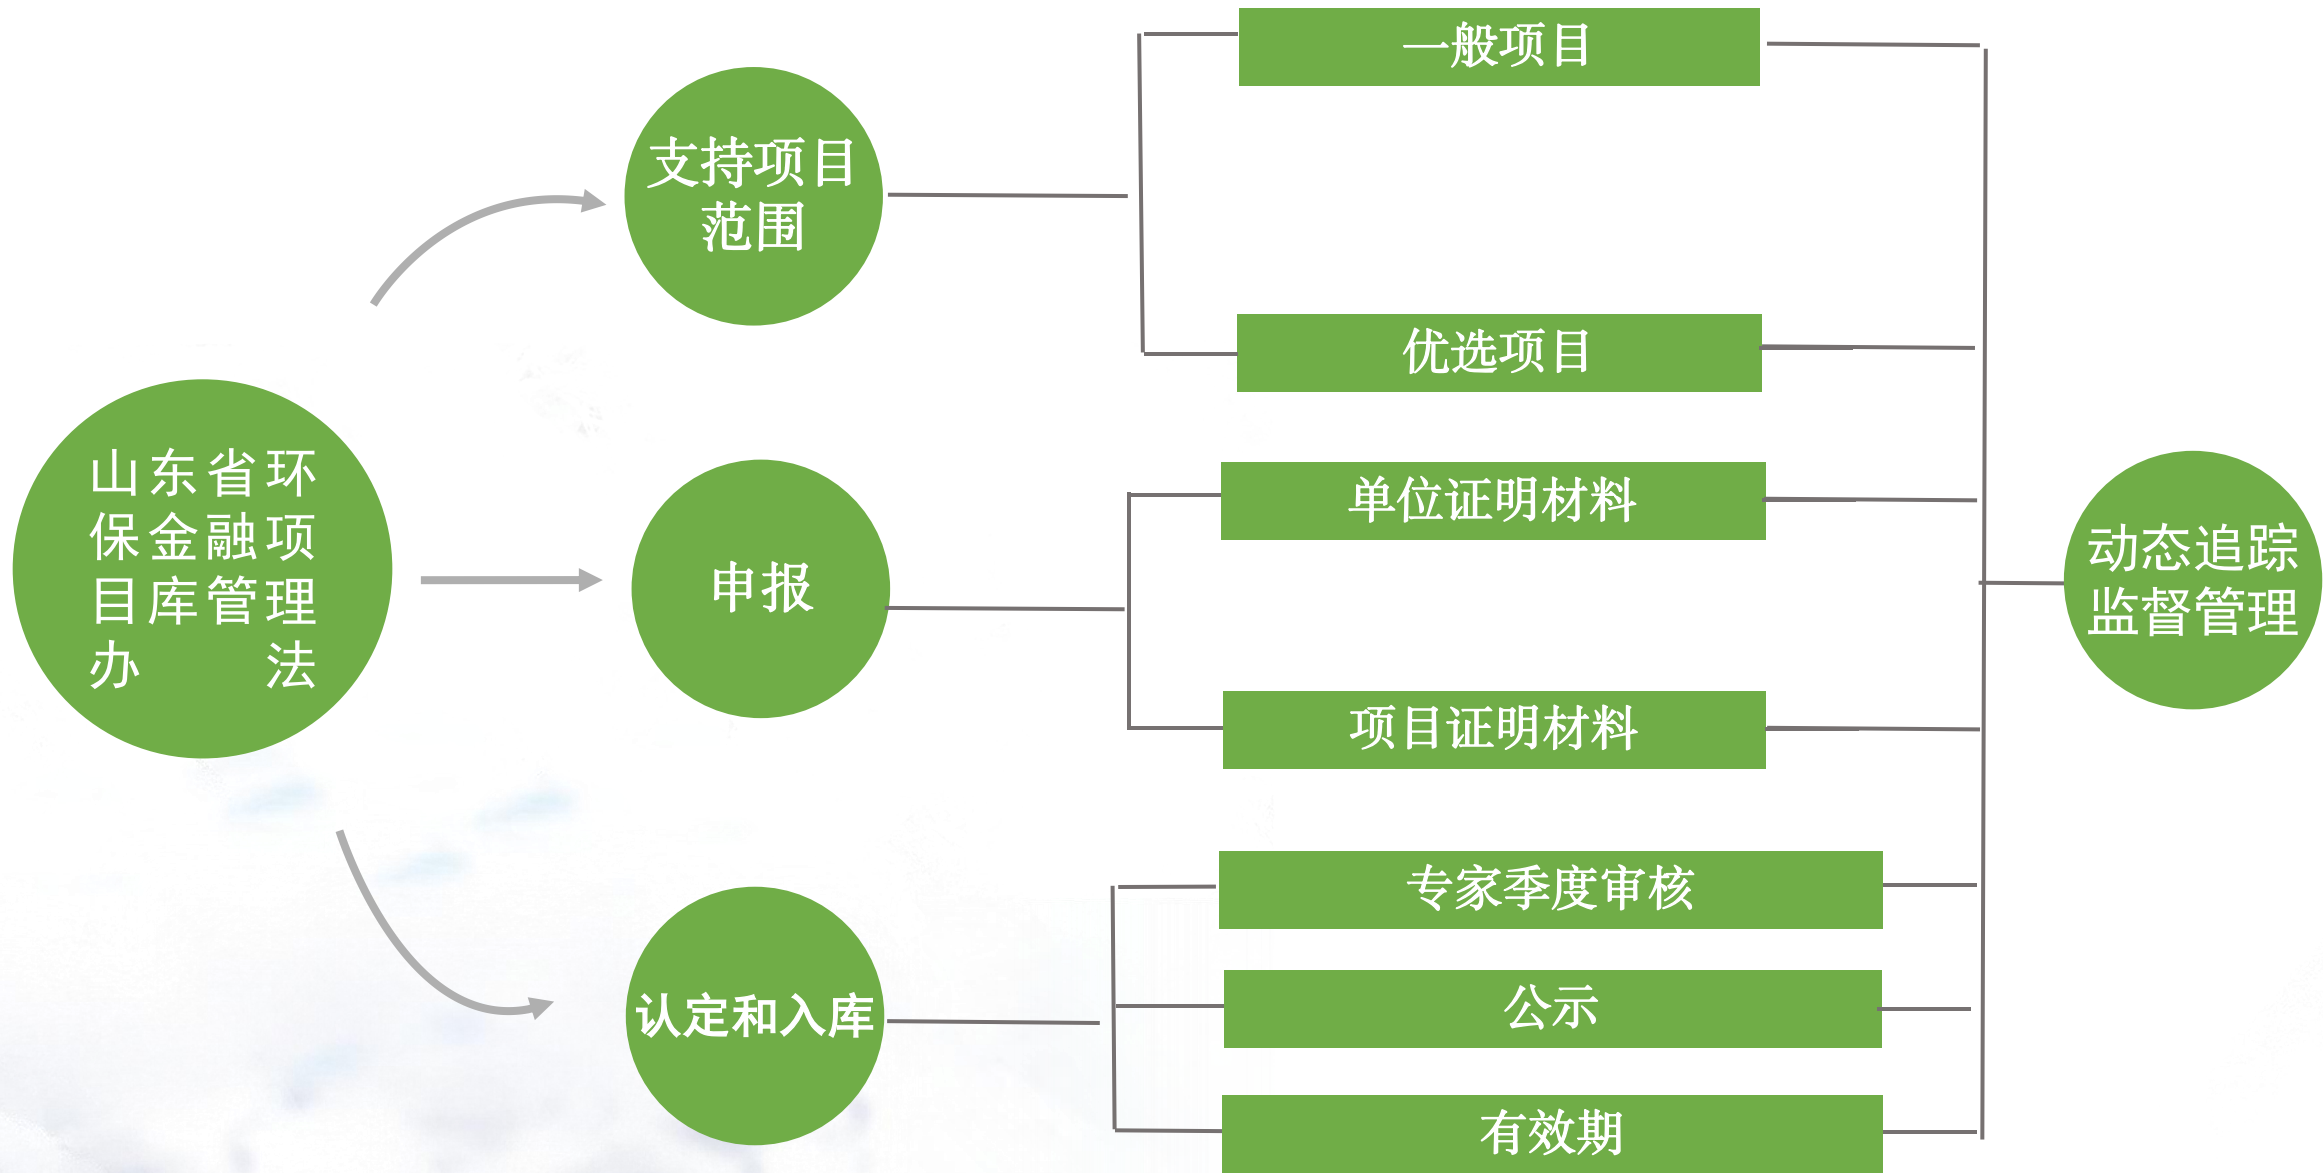 山东省环
保金融项
目库管理
办法
支持项目
范围
一般项目
优选项目
申报
单位证明材料
项目证明材料
认定和入库
专家季度审核
公示
有效期
动态追踪
监督管理